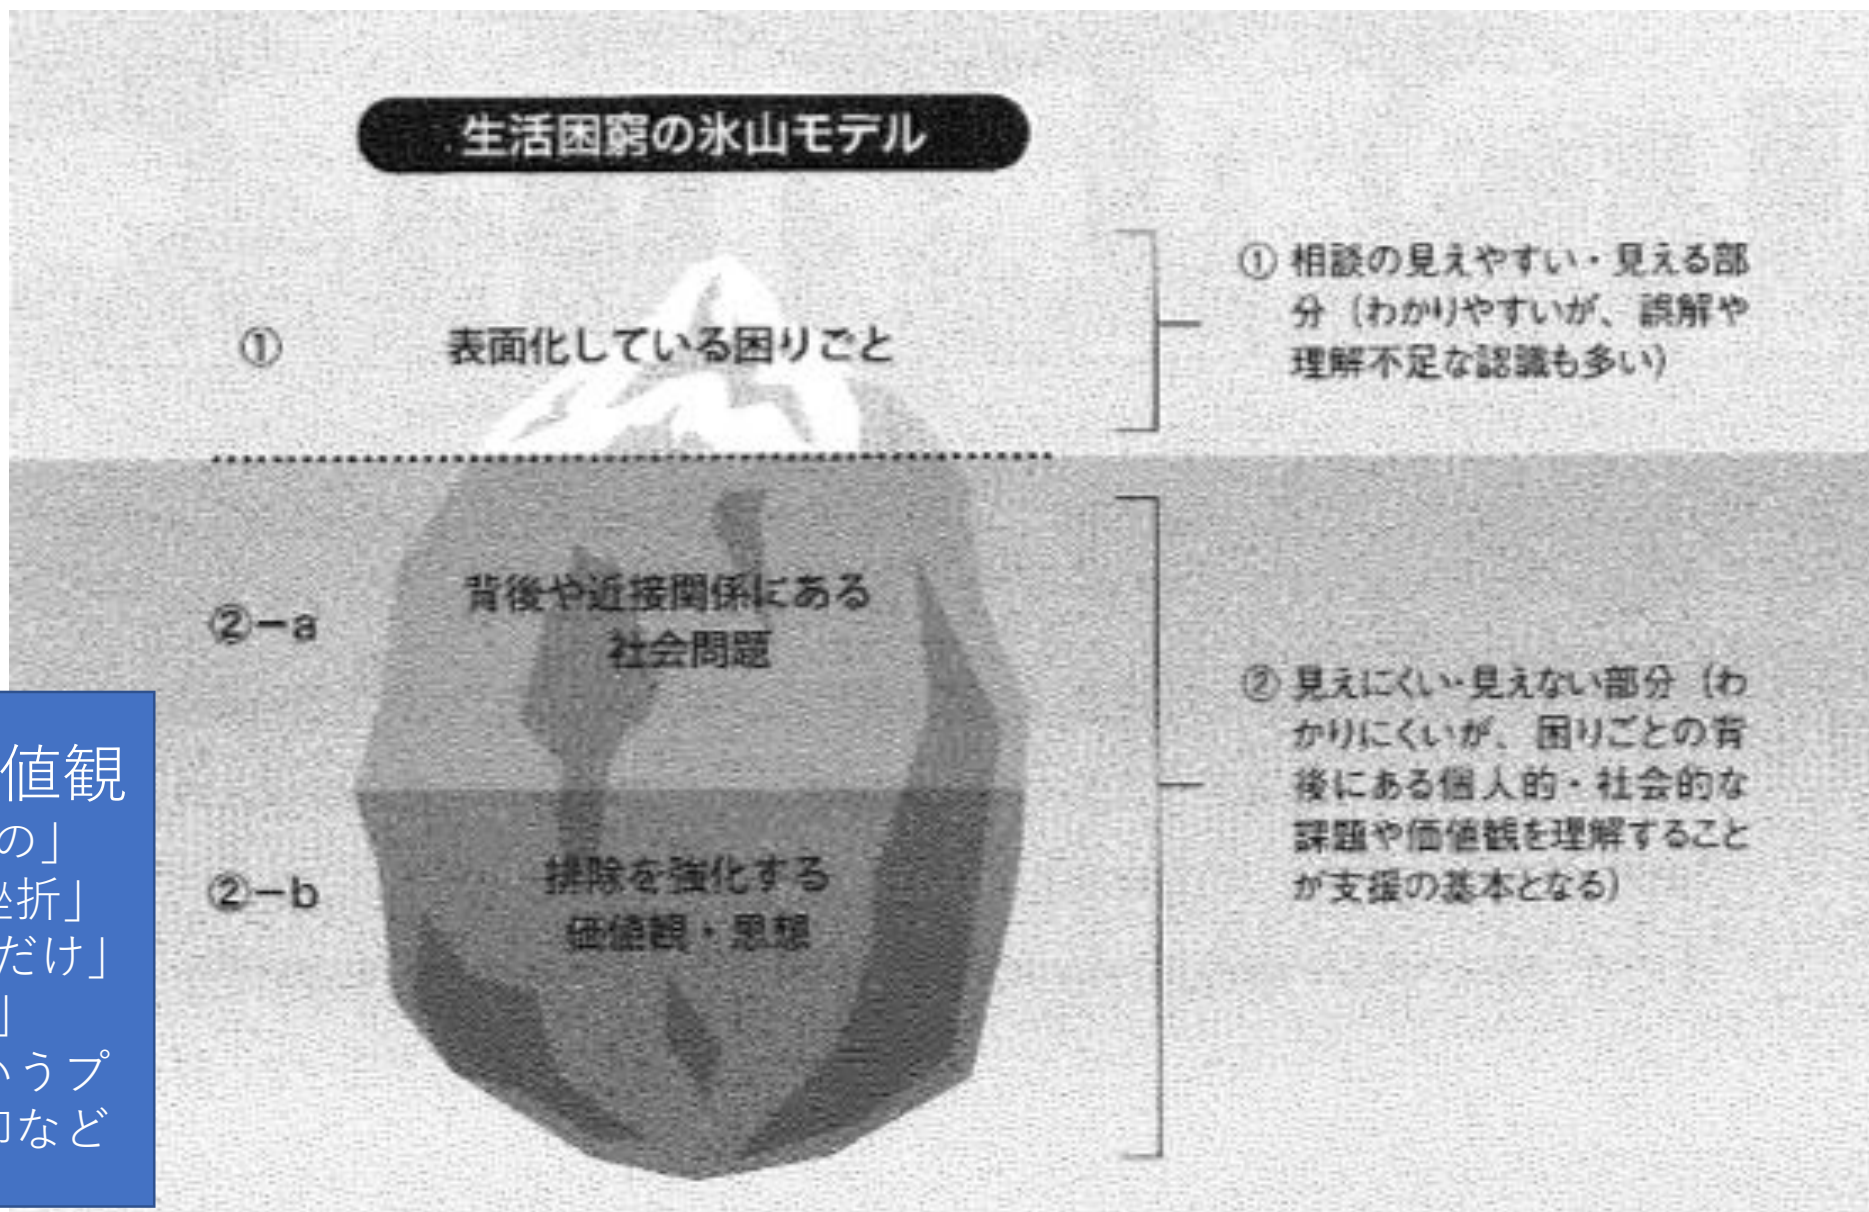 生活困窮の氷山モデル
①
表面化している困りごと
① 相談の見えやすい・見える部
分（わかりやすいが、誤解や
理解不足な認識も多い）
②－a
背後や近接関係にある
社会問題
②－b
排除を強化する
価値観・思想
② 見えにくい・見えない部分（わ
かりにくいが、困りごとの背
後にある個人的・社会的な
課題や価値観を理解すること
が支援の基本となる）
値観
の」
挫折」
だけ」
」
いうプ
など